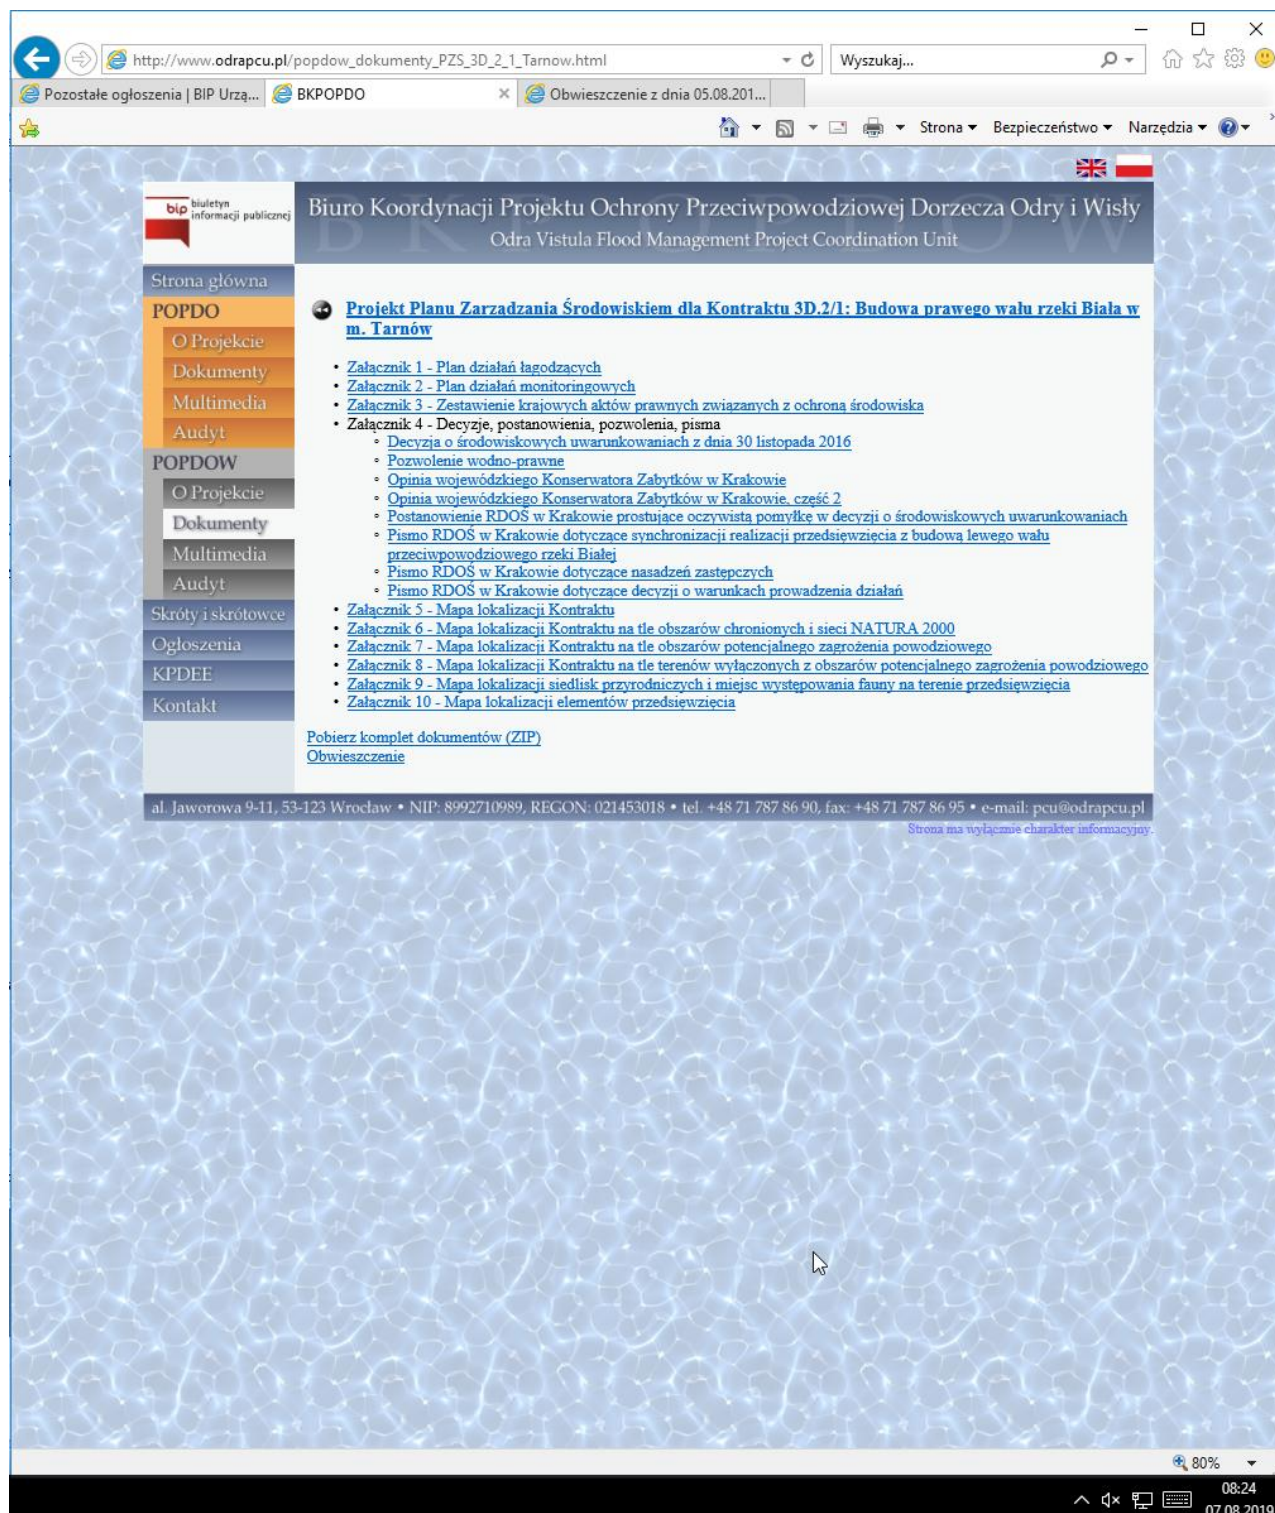 http://www.odrapcu.pl/popdow_dokumenty_PZS_3D_2_1_Tarnow.html
Wyszukaj...
Pozostałe ogłoszenia | BIP Urzą...
BKPOPDO
Obwieszczenie z dnia 05.08.201...
Strona
Bezpieczeństwo
Narzędzia
bip biuletyn informacji publicznej
Biuro Koordynacji Projektu Ochrony Przeciwpowodziowej Dorzecza Odry i Wisły
Odra Vistula Flood Management Project Coordination Unit
Strona główna
POPDO
O Projekcie
Dokumenty
Multimedia
Audyt
POPDOW
O Projekcie
Dokumenty
Multimedia
Audyt
Skróty i skrótowce
Ogłoszenia
KPDEE
Kontakt
Projekt Planu Zarzadzania Środowiskiem dla Kontraktu 3D.2/1: Budowa prawego wału rzeki Biała w
m. Tarnów
• Załącznik 1 - Plan działań łagodzących
• Załącznik 2 - Plan działań monitoringowych
• Załącznik 3 - Zestawienie krajowych aktów prawnych związanych z ochroną środowiska
• Załącznik 4 - Decyzje, postanowienia, pozwolenia, pisma
◦ Decyzja o środowiskowych uwarunkowaniach z dnia 30 listopada 2016
◦ Pozwolenie wodno-prawne
◦ Opinia wojewódzkiego Konserwatora Zabytków w Krakowie
◦ Opinia wojewódzkiego Konserwatora Zabytków w Krakowie, część 2
◦ Postanowienie RDOŚ w Krakowie prostujące oczywistą pomyłkę w decyzji o środowiskowych uwarunkowaniach
◦ Pismo RDOŚ w Krakowie dotyczące synchronizacji realizacji przedsięwzięcia z budową lewego wału
przeciwpowodziowego rzeki Białej
◦ Pismo RDOŚ w Krakowie dotyczące nasadzeń zastępczych
◦ Pismo RDOŚ w Krakowie dotyczące decyzji o warunkach prowadzenia działań
• Załącznik 5 - Mapa lokalizacji Kontraktu
• Załącznik 6 - Mapa lokalizacji Kontraktu na tle obszarów chronionych i sieci NATURA 2000
• Załącznik 7 - Mapa lokalizacji Kontraktu na tle obszarów potencjalnego zagrożenia powodziowego
• Załącznik 8 - Mapa lokalizacji Kontraktu na tle terenów wyłączonych z obszarów potencjalnego zagrożenia powodziowego
• Załącznik 9 - Mapa lokalizacji siedlisk przyrodniczych i miejsc występowania fauny na terenie przedsięwzięcia
• Załącznik 10 - Mapa lokalizacji elementów przedsięwzięcia
Pobierz komplet dokumentów (ZIP)
Obwieszczenie
al. Jaworowa 9-11, 53-123 Wrocław • NIP: 8992710989, REGON: 021453018 • tel. +48 71 787 86 90, fax: +48 71 787 86 95 • e-mail: pcu@odrapcu.pl
Strona ma wyłącznie charakter informacyjny.
80%
08:24
07.08.2019